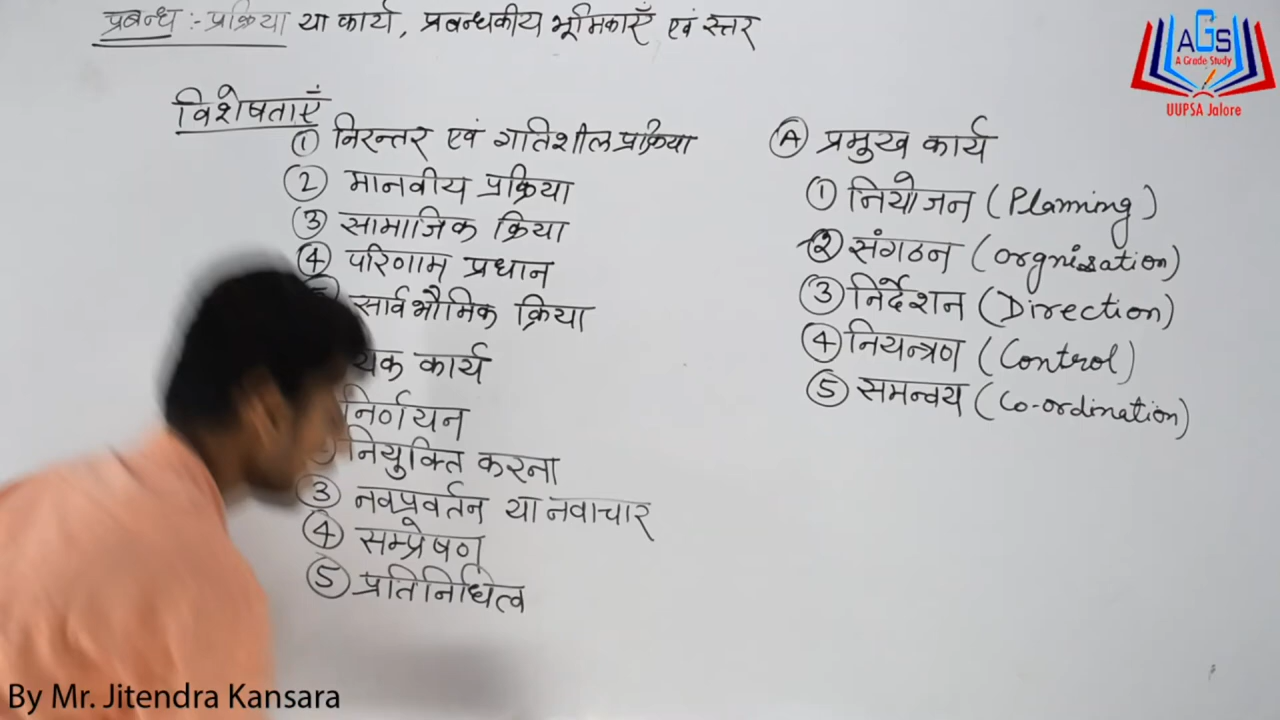 प्रबन्ध :- प्रक्रिया या कार्य, प्रबन्धकीय भूमिकाएँ एवं स्तर
विशेषताएँ
① निरन्तर एवं गतिशील प्रक्रिया
② मानवीय प्रक्रिया
③ सामाजिक क्रिया
④ परिणाम प्रधान
सार्वभौमिक क्रिया
यक कार्य
निर्णयन
नियुक्ति करना
③ नवप्रवर्तन या नवाचार
④ सम्प्रेषण
⑤ प्रतिनिधित्व
Ⓐ प्रमुख कार्य
① नियोजन (Planning)
② संगठन (Orgnisation)
③ निर्देशन (Direction)
④ नियन्त्रण (Control)
⑤ समन्वय (Co-ordination)
AGS
A Grade Study
UUPSA Jalore
By Mr. Jitendra Kansara